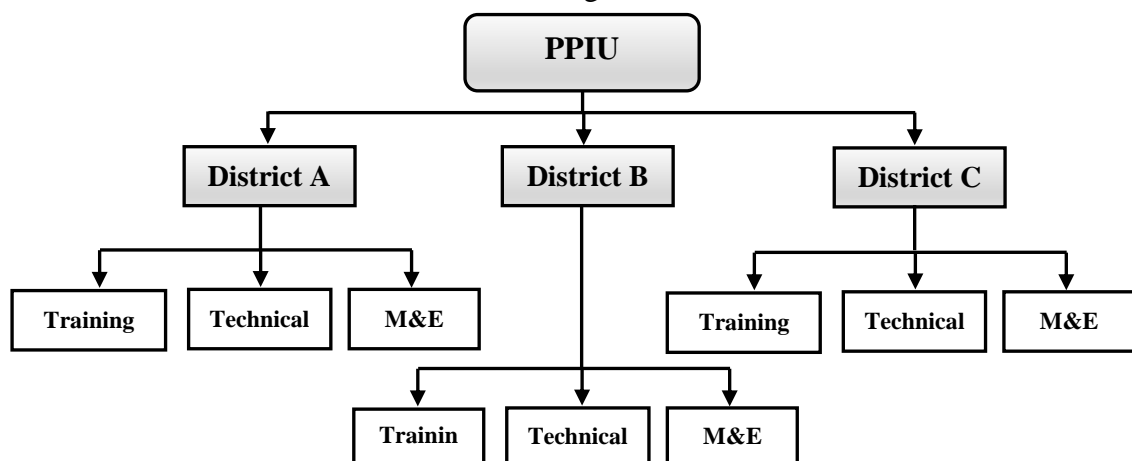 PPIU
District A
District B
District C
Training
Technical
M&E
Training
Technical
M&E
Trainin
Technical
M&E